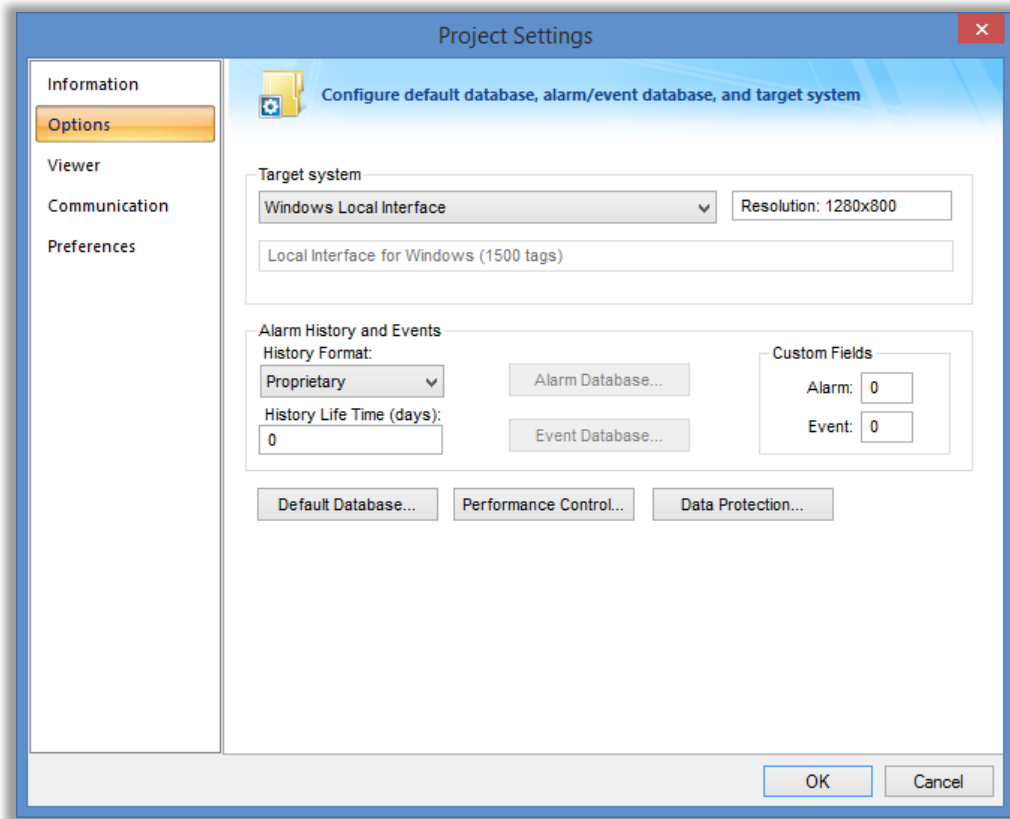 Project Settings
Information
Options
Viewer
Communication
Preferences
Configure default database, alarm/event database, and target system
Target system
Windows Local Interface
Resolution: 1280x800
Local Interface for Windows (1500 tags)
Alarm History and Events
History Format:
Proprietary
Alarm Database...
History Life Time (days):
0
Event Database...
Custom Fields
Alarm: 0
Event: 0
Default Database...
Performance Control...
Data Protection...
OK
Cancel